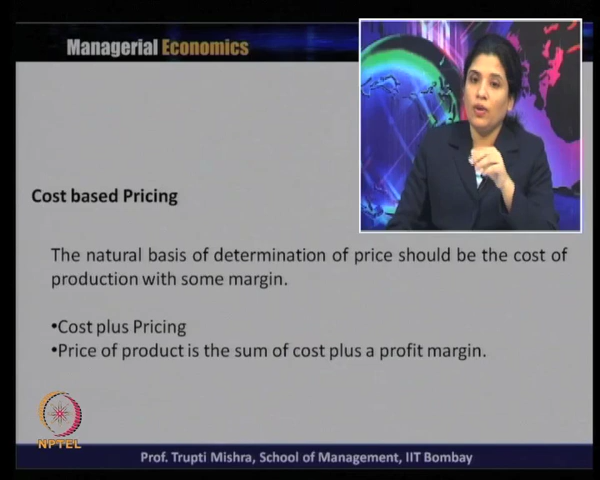 Managerial Economics
Cost based Pricing
The natural basis of determination of price should be the cost of
production with some margin.
•Cost plus Pricing
•Price of product is the sum of cost plus a profit margin.
NPTEL
Prof. Trupti Mishra, School of Management, IIT Bombay